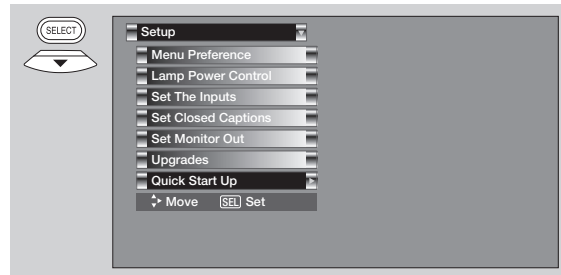 SELECT
Setup
Menu Preference
Lamp Power Control
Set The Inputs
Set Closed Captions
Set Monitor Out
Upgrades
Quick Start Up
Move SEL Set